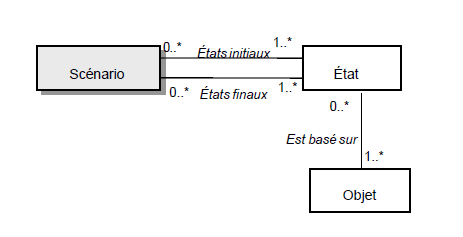 0..* États initiaux 1..*
Scénario
État
0..* États finaux 1..*
0..*
Est basé sur
1..*
Objet